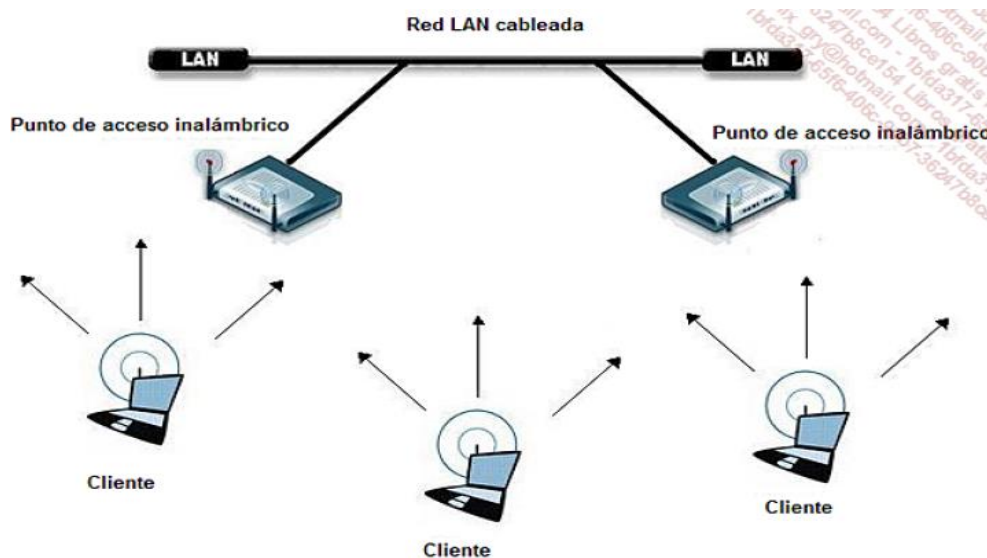 Red LAN cableada
LAN
LAN
Punto de acceso inalámbrico
Punto de acceso inalámbrico
Cliente
Cliente
Cliente